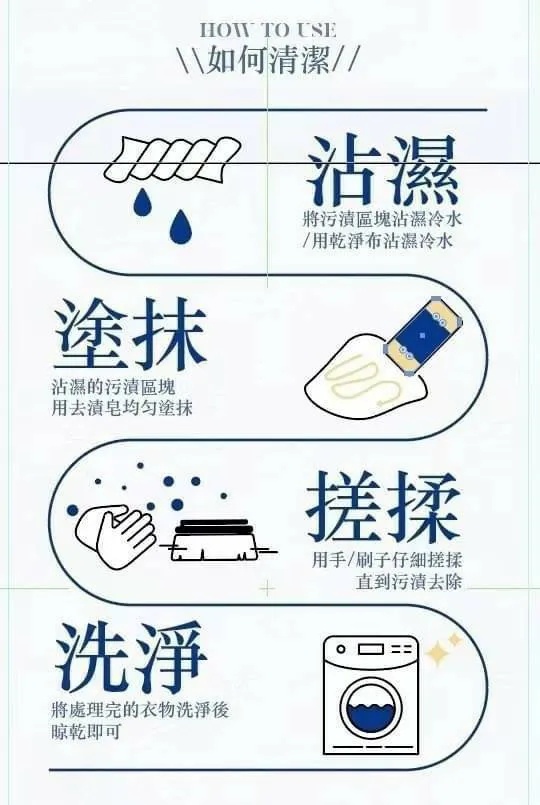 HOW TO USE
\\如何清潔//
沾濕
將污漬區塊沾濕冷水
/用乾淨布沾濕冷水
塗抹
沾濕的污漬區塊
用去漬皂均勻塗抹
搓揉
用手/刷子仔細搓揉
直到污漬去除
洗淨
將處理完的衣物洗淨後
晾乾即可